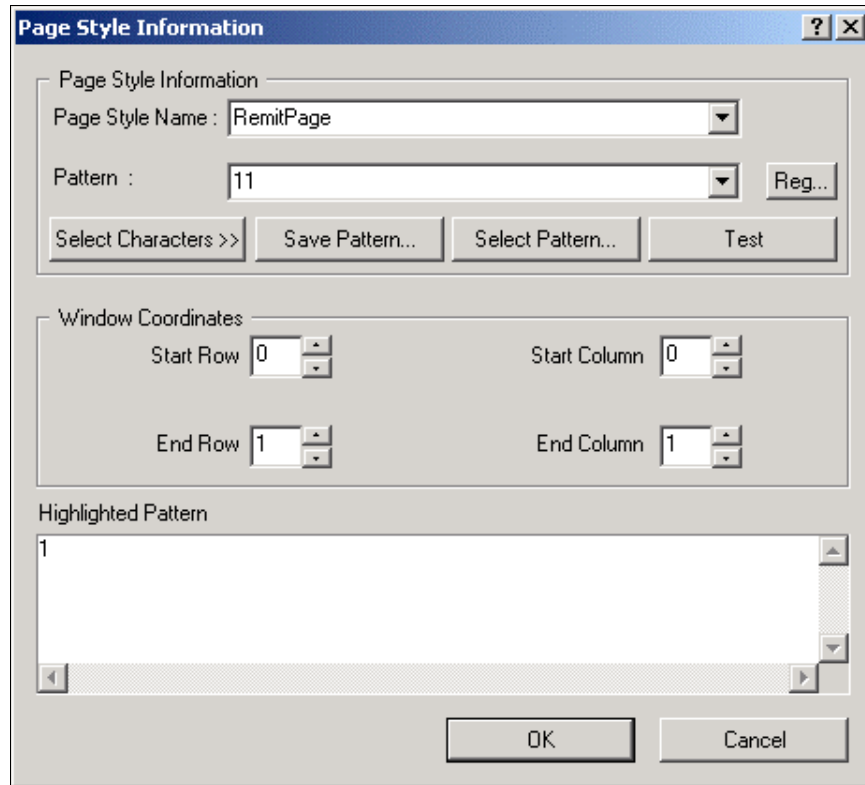 Page Style Information
Page Style Information
Page Style Name : RemitPage
Pattern : 11 Reg...
Select Characters >> Save Pattern... Select Pattern... Test
Window Coordinates
Start Row 0 Start Column 0
End Row 1 End Column 1
Highlighted Pattern
1
OK Cancel